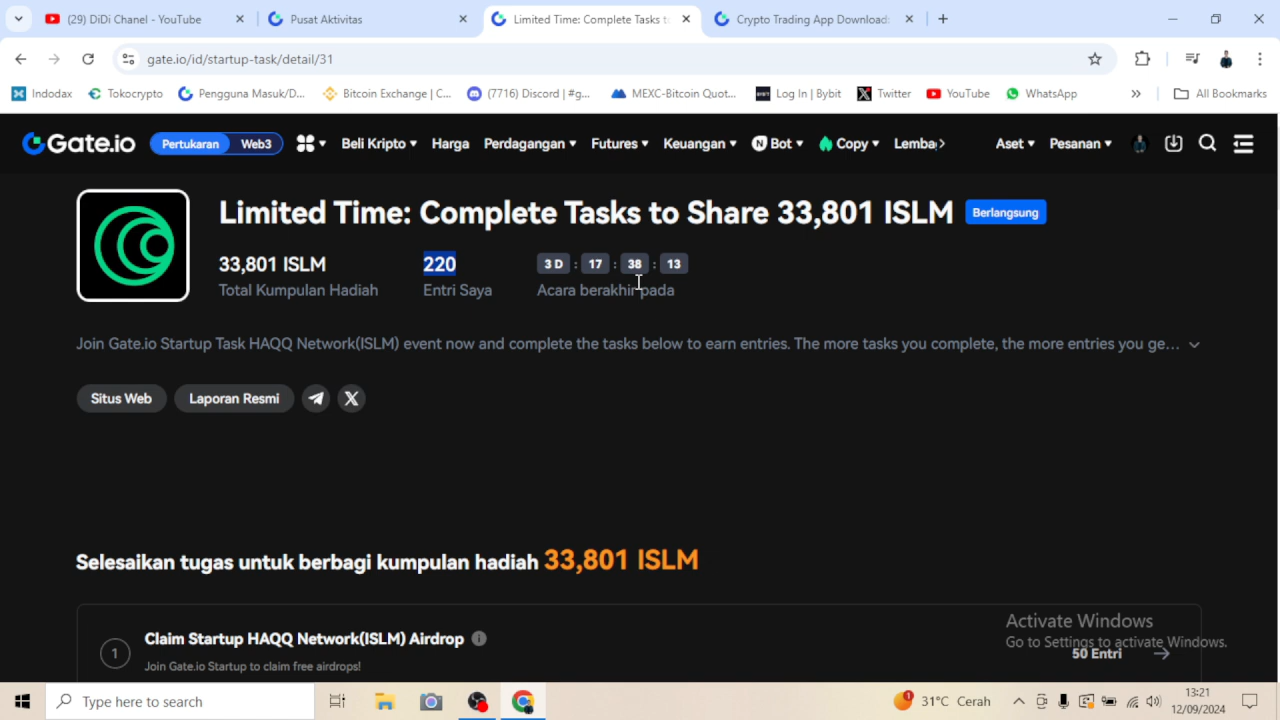 (29) DiDi Chanel - YouTube
Pusat Aktivitas
Limited Time: Complete Tasks to
Crypto Trading App Download:
gate.io/id/startup-task/detail/31
Indodax
Tokocrypto
Pengguna Masuk/D...
Bitcoin Exchange | C...
(7716) Discord | #g...
MEXC-Bitcoin Quot...
Log In | Bybit
Twitter
YouTube
WhatsApp
All Bookmarks
Gate.io
Pertukaran
Web3
Beli Kripto
Harga
Perdagangan
Futures
Keuangan
Bot
Copy
Lemba
Aset
Pesanan
Limited Time: Complete Tasks to Share 33,801 ISLM
Berlangsung
33,801 ISLM
220
3 D : 17 : 38 : 13
Total Kumpulan Hadiah
Entri Saya
Acara berakhir pada
Join Gate.io Startup Task HAQQ Network(ISLM) event now and complete the tasks below to earn entries. The more tasks you complete, the more entries you ge...
Situs Web
Laporan Resmi
Selesaikan tugas untuk berbagi kumpulan hadiah 33,801 ISLM
1
Claim Startup HAQQ Network(ISLM) Airdrop
Join Gate.io Startup to claim free airdrops!
50 Entri
Activate Windows
Go to Settings to activate Windows.
Type here to search
31°C Cerah
13:21
12/09/2024